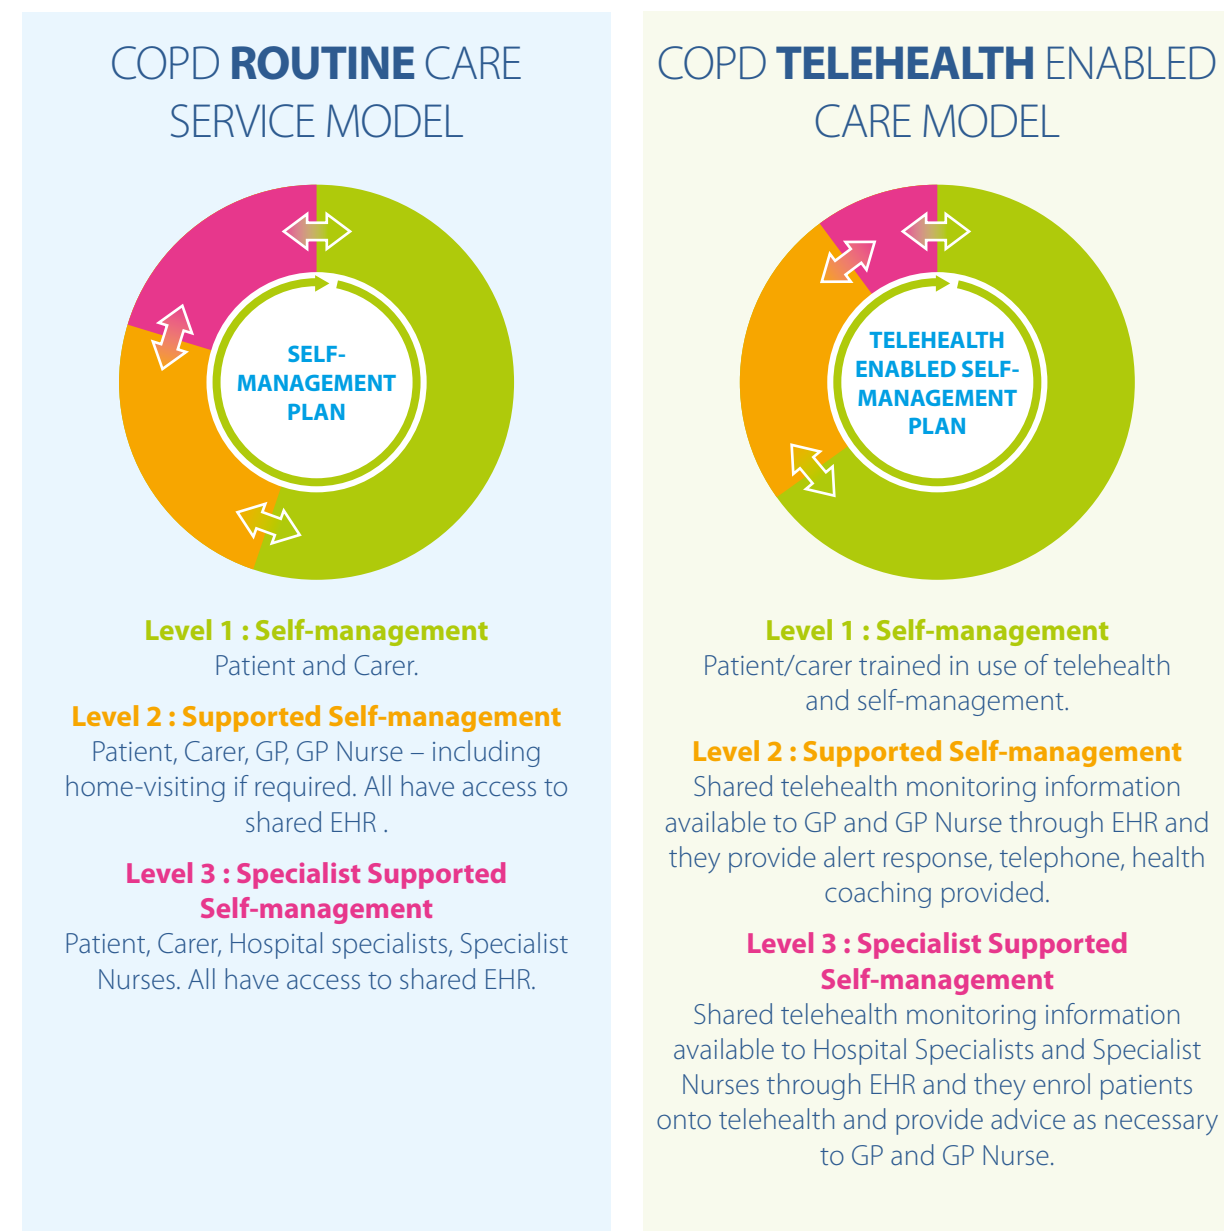 COPD ROUTINE CARE
SERVICE MODEL
SELF-
MANAGEMENT
PLAN
Level 1 : Self-management
Patient and Carer.
Level 2 : Supported Self-management
Patient, Carer, GP, GP Nurse – including
home-visiting if required. All have access to
shared EHR .
Level 3 : Specialist Supported
Self-management
Patient, Carer, Hospital specialists, Specialist
Nurses. All have access to shared EHR.
COPD TELEHEALTH ENABLED
CARE MODEL
TELEHEALTH
ENABLED SELF-
MANAGEMENT
PLAN
Level 1 : Self-management
Patient/carer trained in use of telehealth
and self-management.
Level 2 : Supported Self-management
Shared telehealth monitoring information
available to GP and GP Nurse through EHR and
they provide alert response, telephone, health
coaching provided.
Level 3 : Specialist Supported
Self-management
Shared telehealth monitoring information
available to Hospital Specialists and Specialist
Nurses through EHR and they enrol patients
onto telehealth and provide advice as necessary
to GP and GP Nurse.